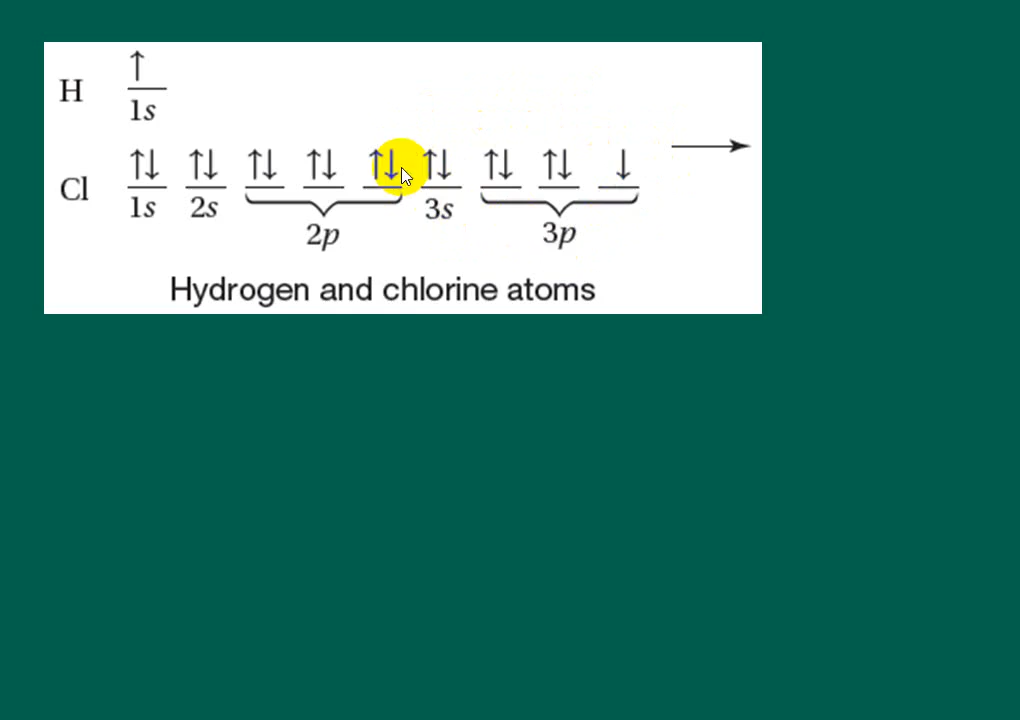 H ↑
1s
Cl ↑↓ ↑↓ ↑↓ ↑↓ ↑↓ ↑↓ ↑↓ ↑↓ ↓
1s 2s 3s
2p 3p
Hydrogen and chlorine atoms